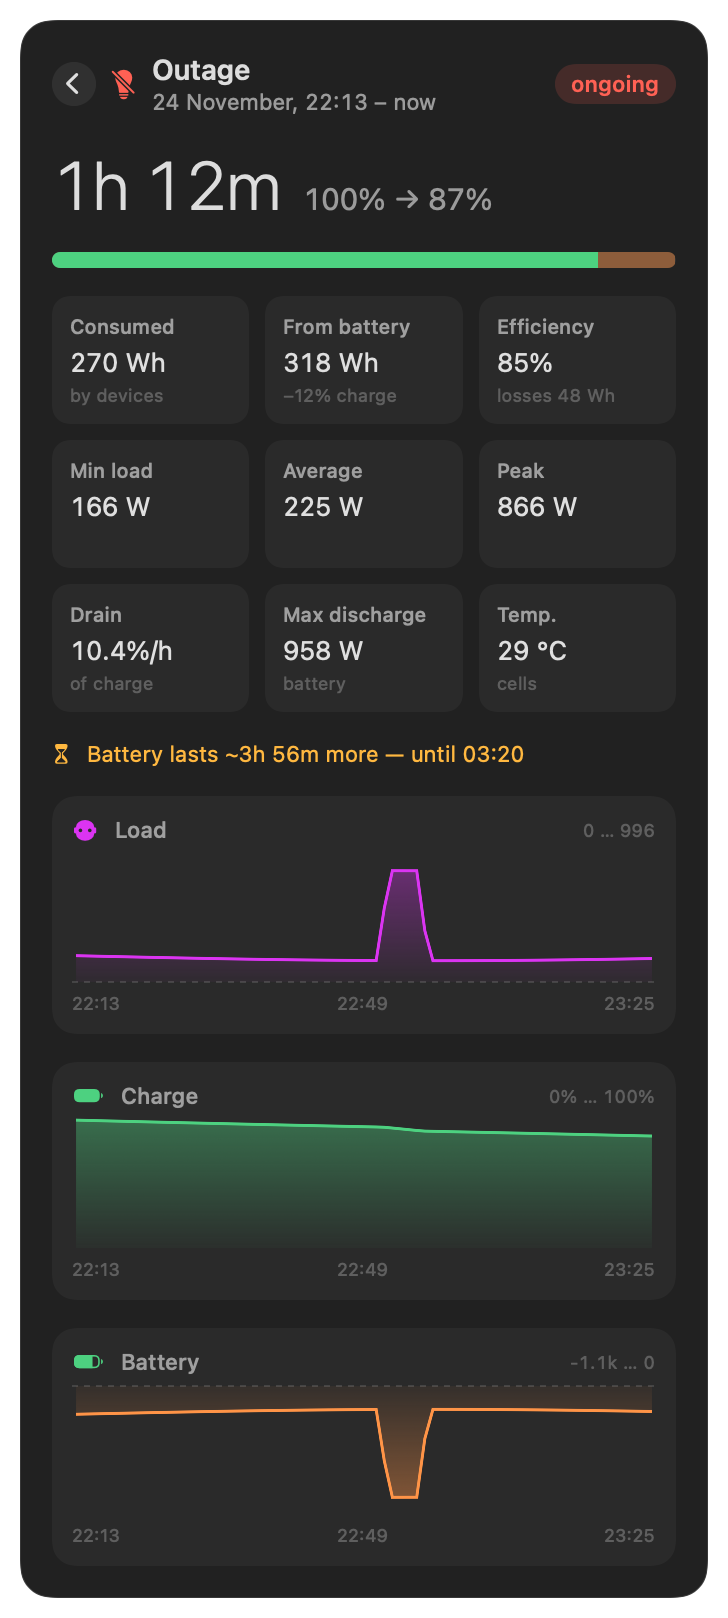 Outage
24 November, 22:13 – now
ongoing
1h 12m 100% → 87%
Consumed
270 Wh
by devices
From battery
318 Wh
–12% charge
Efficiency
85%
losses 48 Wh
Min load
166 W
Average
225 W
Peak
866 W
Drain
10.4%/h
of charge
Max discharge
958 W
battery
Temp.
29 °C
cells
Battery lasts ~3h 56m more — until 03:20
Load
0 ... 996
22:13 22:49 23:25
Charge
0% ... 100%
22:13 22:49 23:25
Battery
-1.1k ... 0
22:13 22:49 23:25